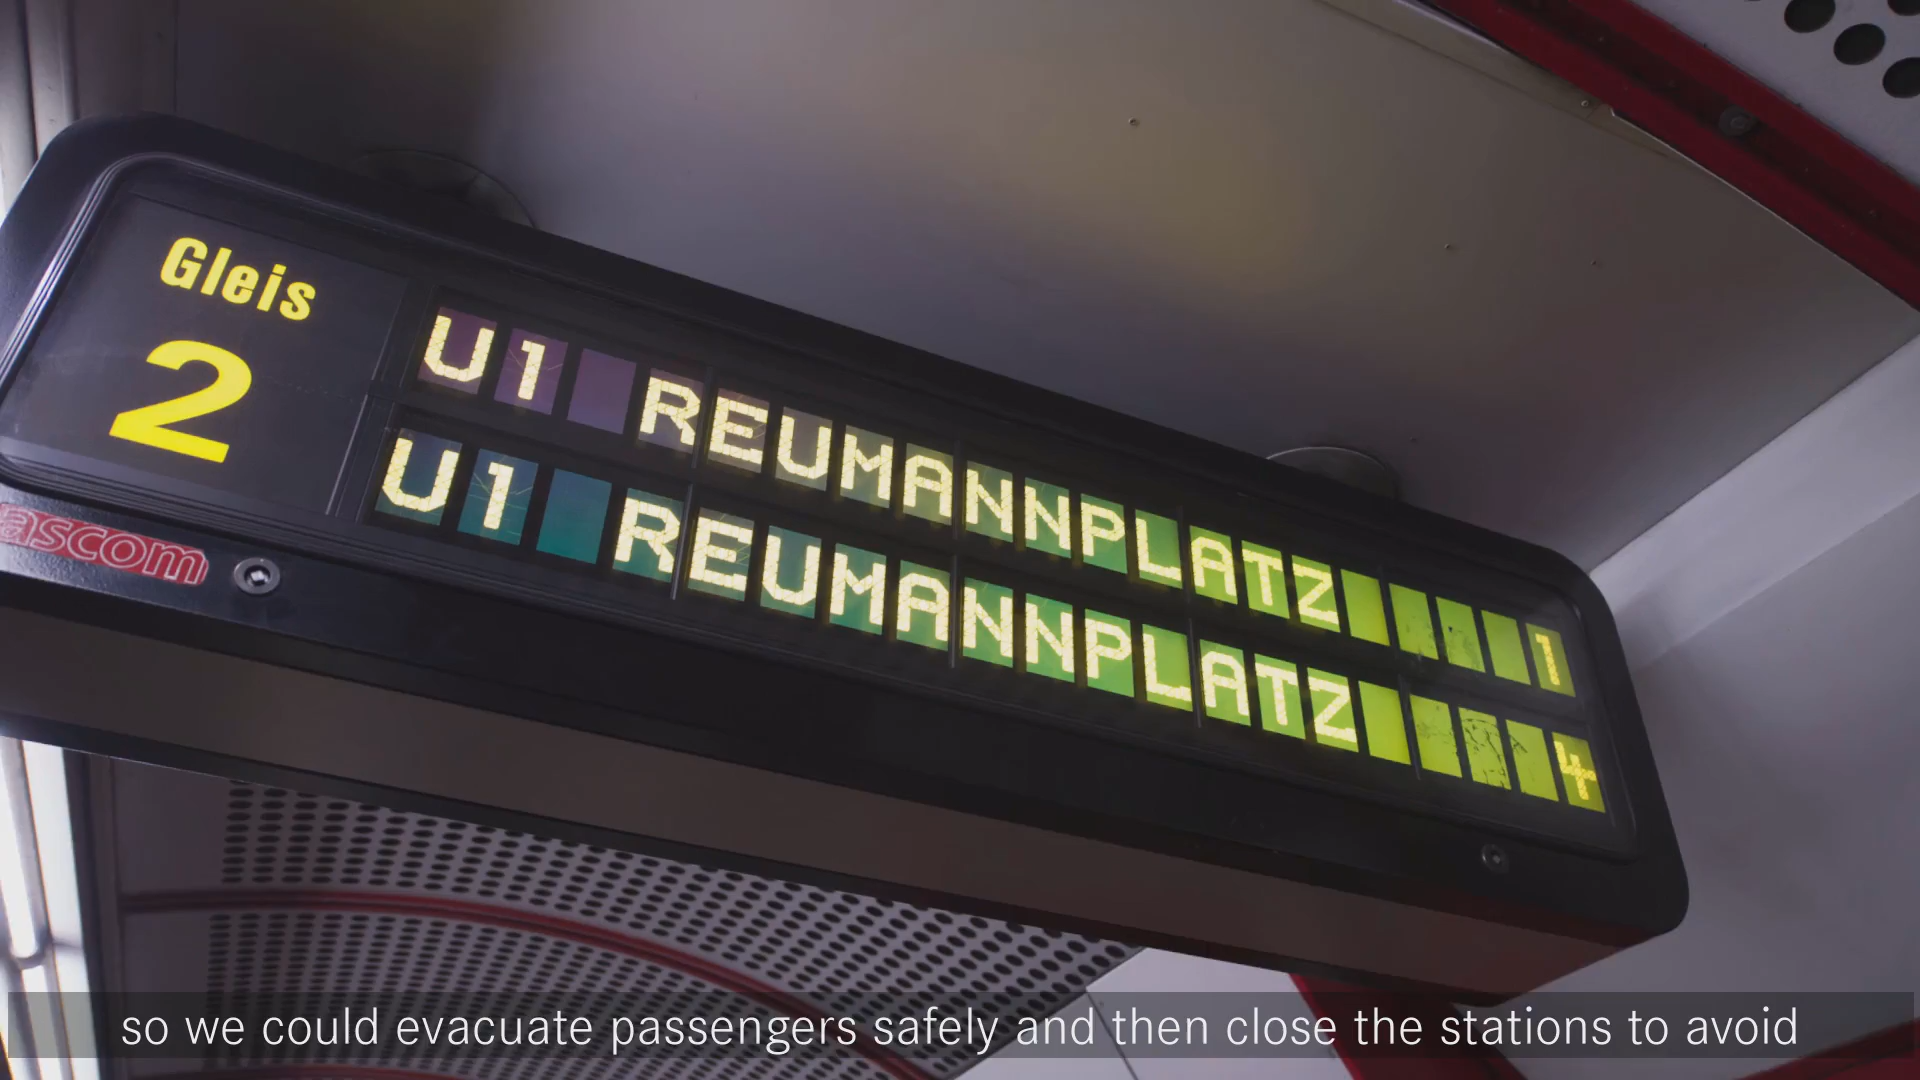 Gleis
2
U1 REUMANNPLATZ 1
U1 REUMANNPLATZ 4
ascom
so we could evacuate passengers safely and then close the stations to avoid